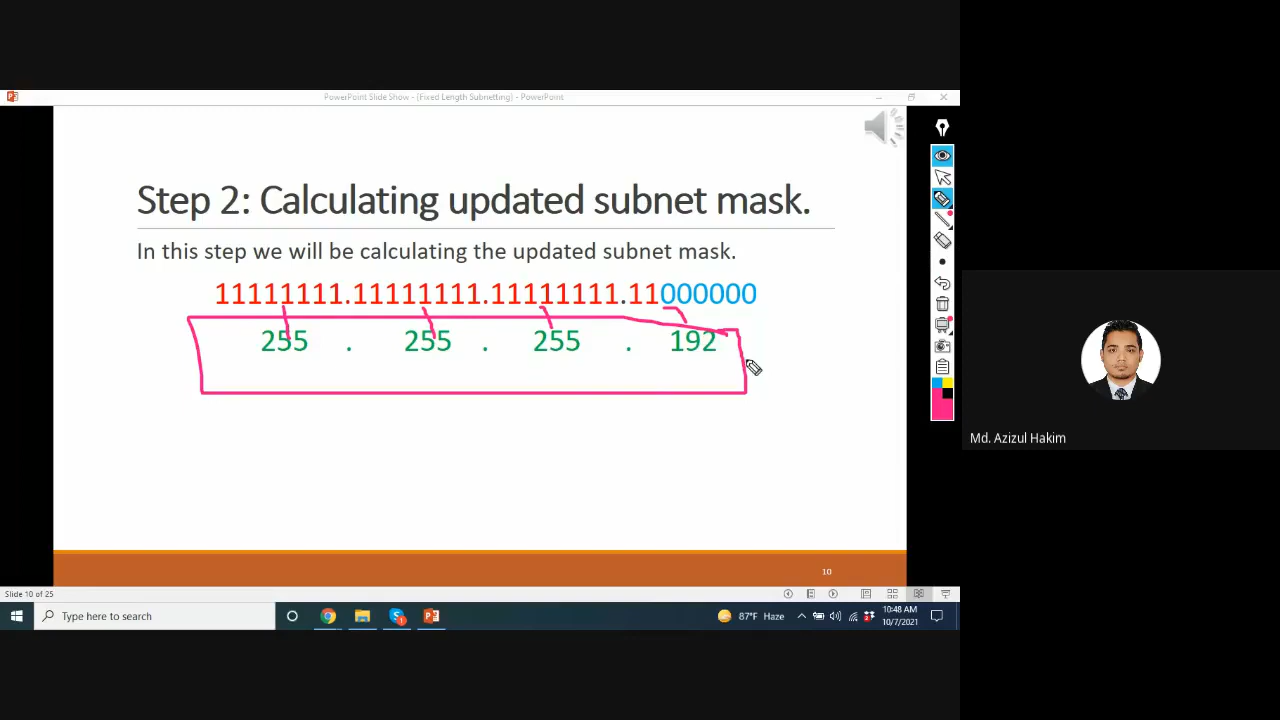 PowerPoint Slide Show - (Fixed Length Subnetting) - PowerPoint
Step 2: Calculating updated subnet mask.
In this step we will be calculating the updated subnet mask.
11111111.11111111.11111111.11000000
255 . 255 . 255 . 192
Md. Azizul Hakim
10
Slide 10 of 25
Type here to search
87°F Haze
10:48 AM
10/7/2021